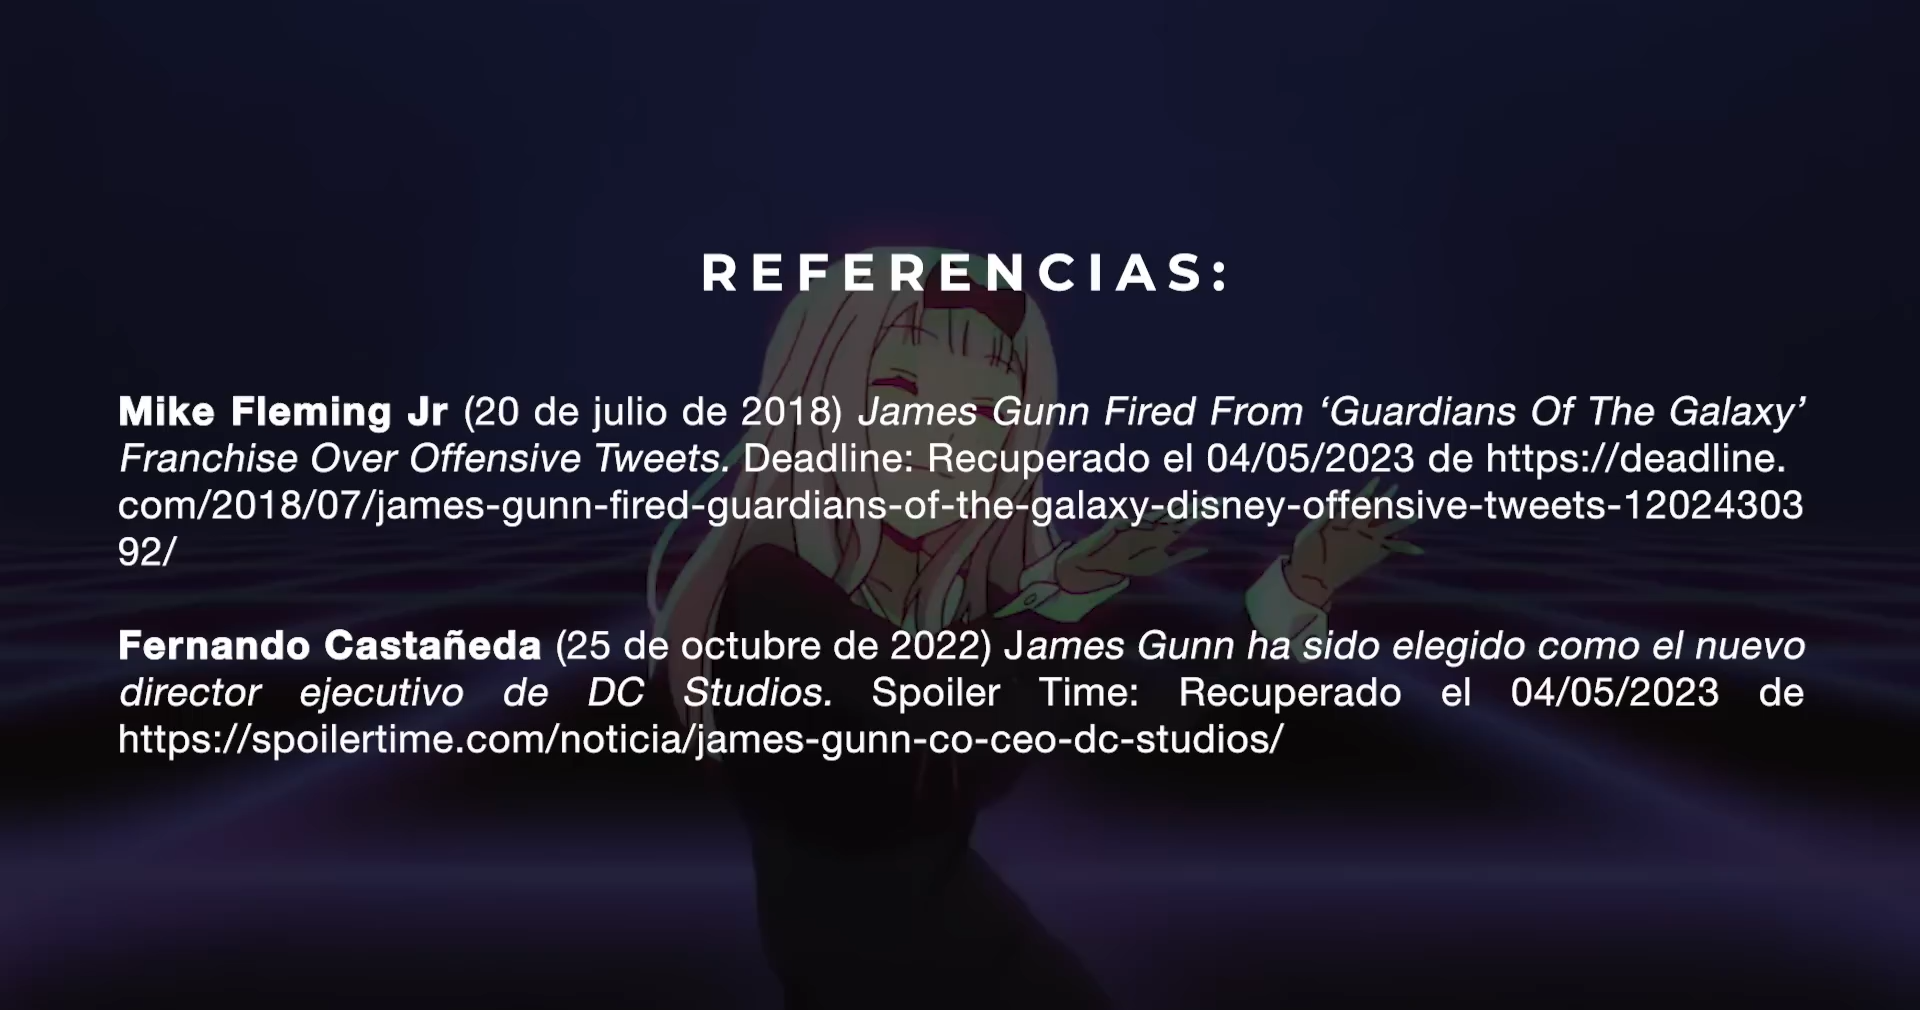 REFERENCIAS:
Mike Fleming Jr (20 de julio de 2018) James Gunn Fired From ‘Guardians Of The Galaxy’
Franchise Over Offensive Tweets. Deadline: Recuperado el 04/05/2023 de https://deadline.
com/2018/07/james-gunn-fired-guardians-of-the-galaxy-disney-offensive-tweets-12024303
92/
Fernando Castañeda (25 de octubre de 2022) James Gunn ha sido elegido como el nuevo
director ejecutivo de DC Studios. Spoiler Time: Recuperado el 04/05/2023 de
https://spoilertime.com/noticia/james-gunn-co-ceo-dc-studios/